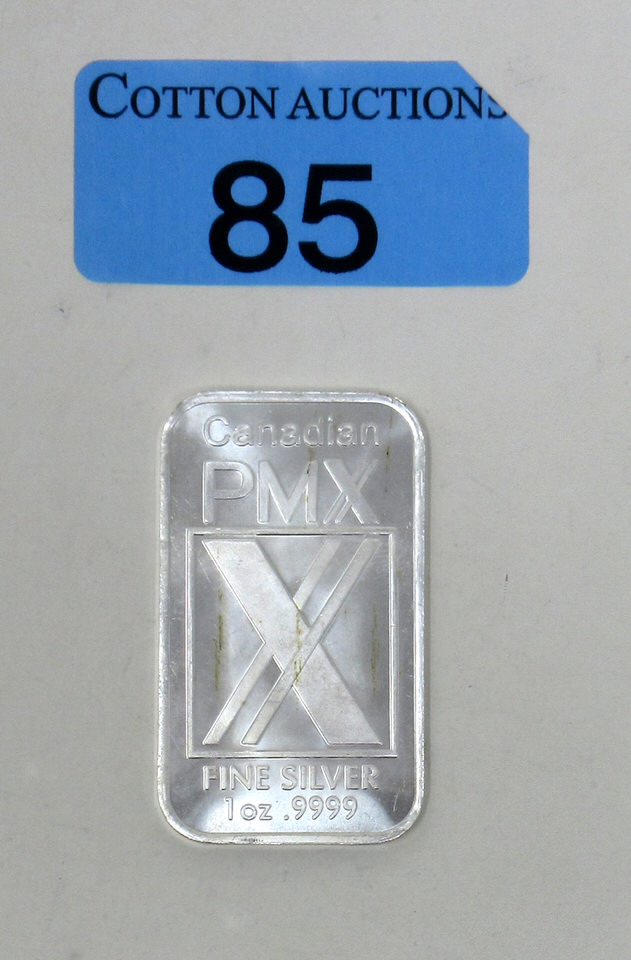 COTTON AUCTIONS
85
Canadian
PMX
X
FINE SILVER
1oz .9999